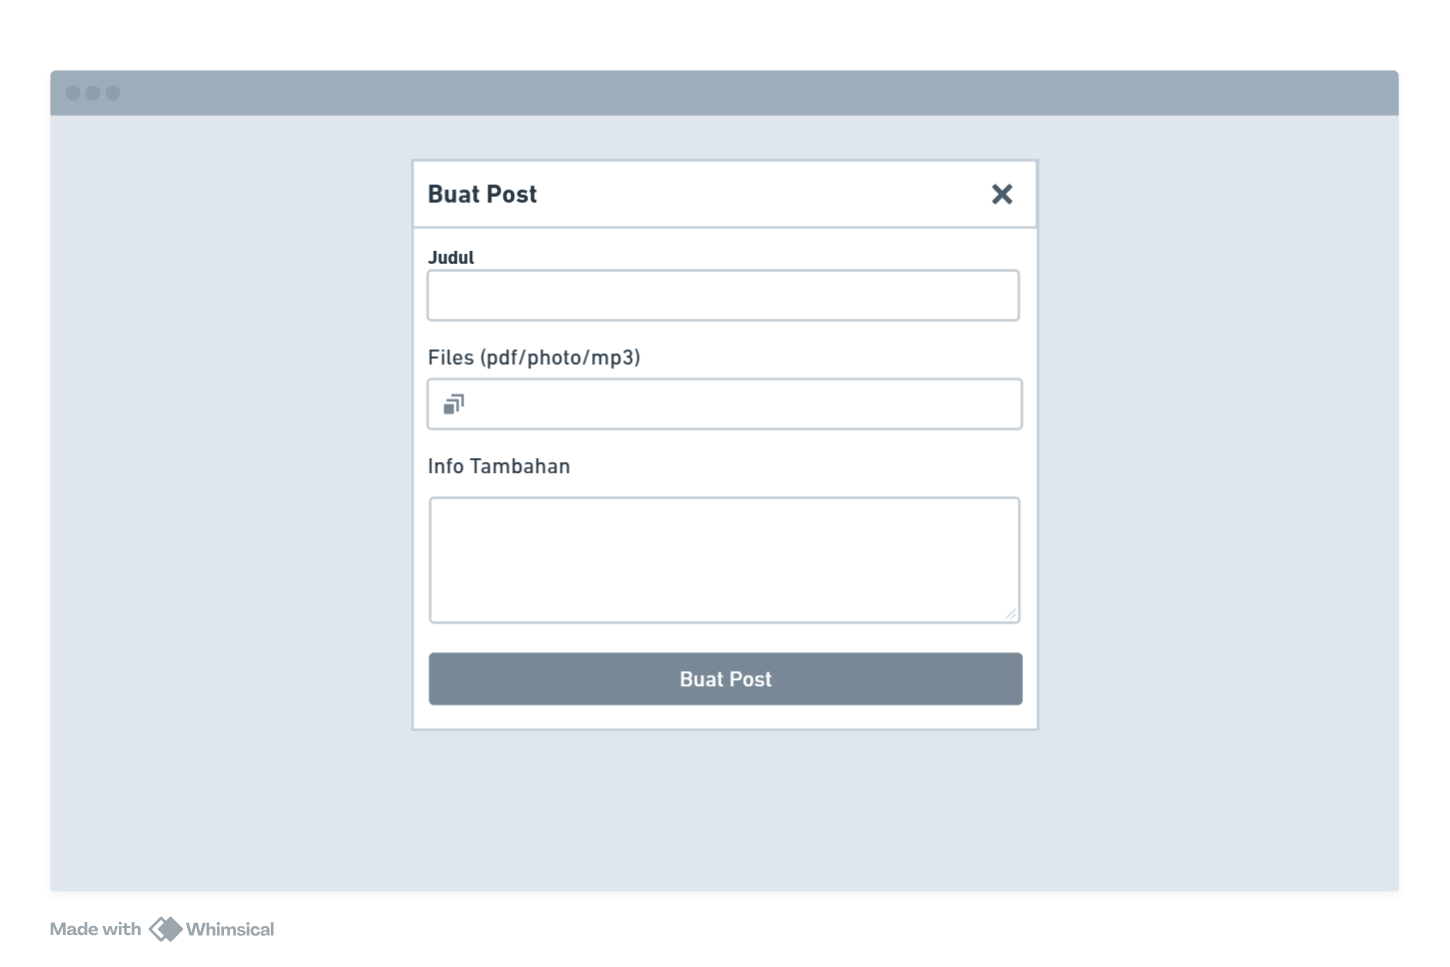 Buat Post
Judul
Files (pdf/photo/mp3)
Info Tambahan
Buat Post
Made with Whimsical